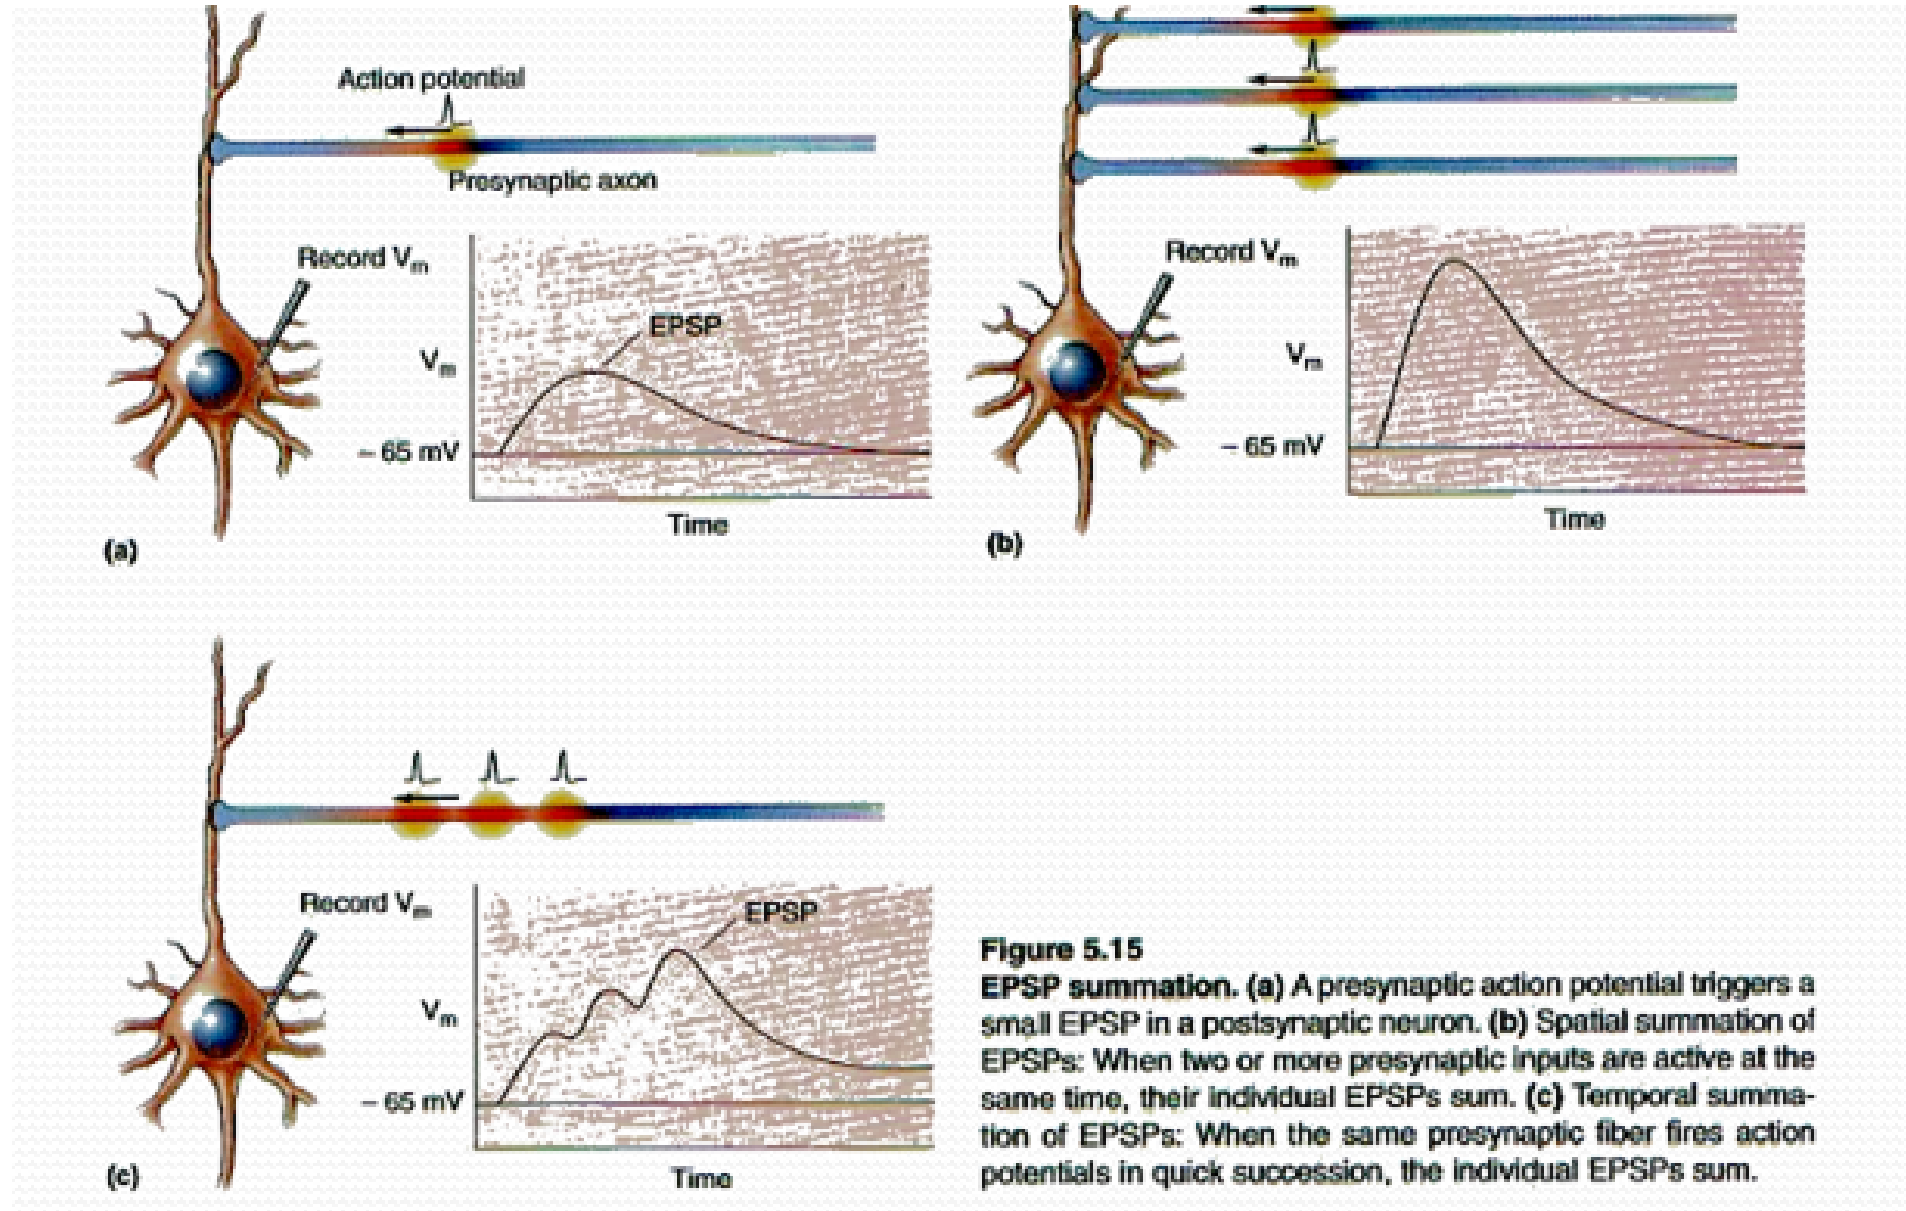 Action potential
Presynaptic axon
Record Vm
EPSP
Vm
– 65 mV
Time
(a)
Record Vm
Vm
– 65 mV
Time
(b)
Record Vm
EPSP
Vm
– 65 mV
Time
(c)
Figure 5.15
EPSP summation. (a) A presynaptic action potential triggers a
small EPSP in a postsynaptic neuron. (b) Spatial summation of
EPSPs: When two or more presynaptic inputs are active at the
same time, their individual EPSPs sum. (c) Temporal summa-
tion of EPSPs: When the same presynaptic fiber fires action
potentials in quick succession, the individual EPSPs sum.